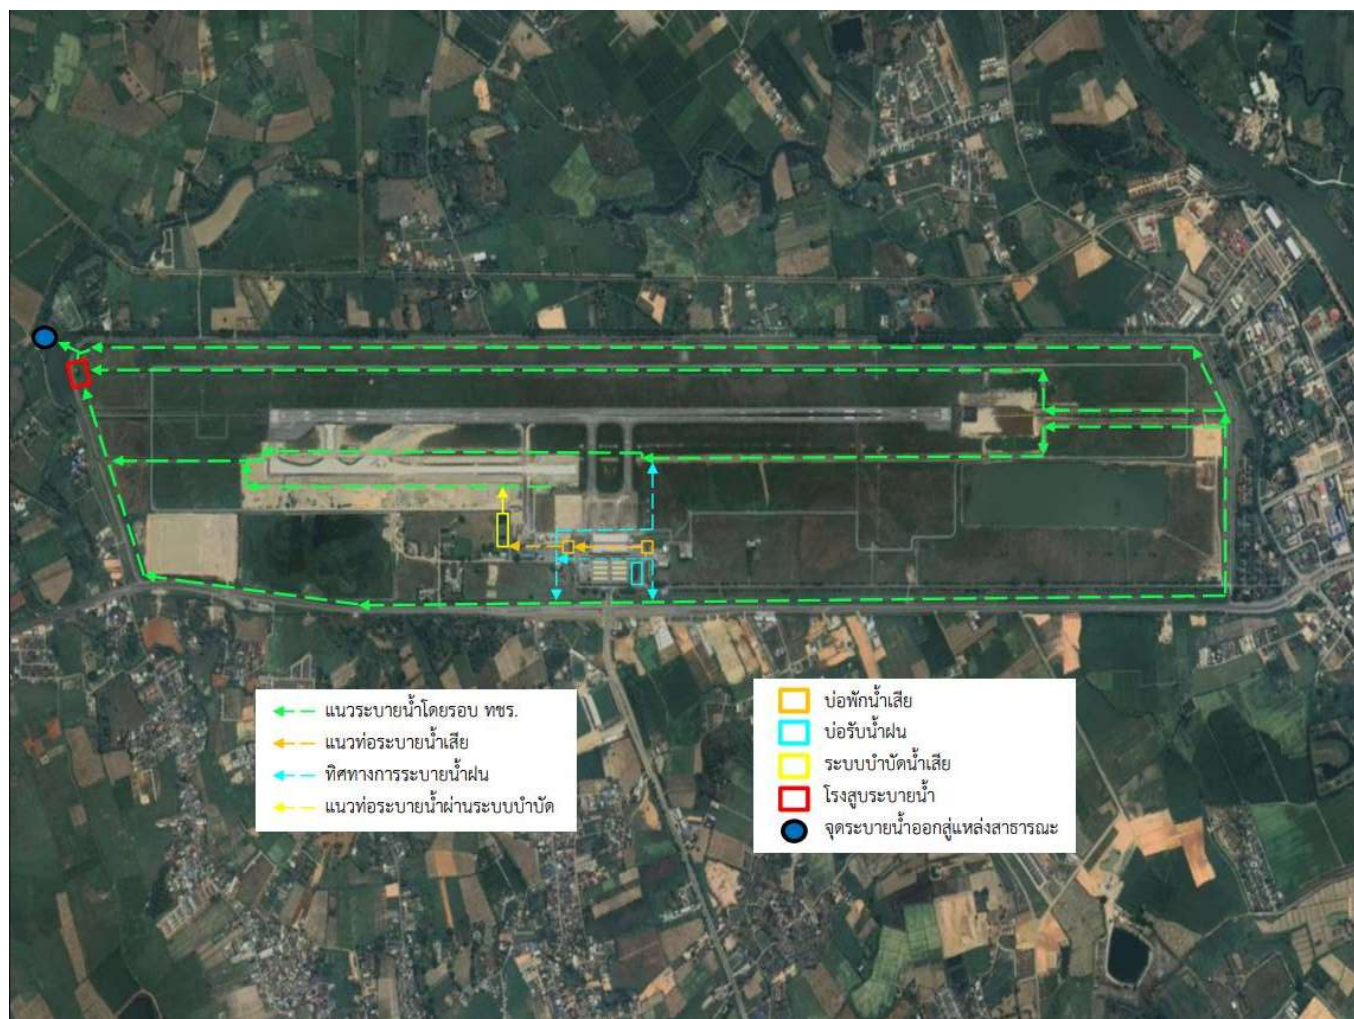 แนวระบายน้ำโดยรอบ ทชร.
แนวท่อระบายน้ำเสีย
ทิศทางการระบายน้ำฝน
แนวท่อระบายน้ำผ่านระบบบำบัด
บ่อพักน้ำเสีย
บ่อรับน้ำฝน
ระบบบำบัดน้ำเสีย
โรงสูบระบายน้ำ
จุดระบายน้ำออกสู่แหล่งสาธารณะ